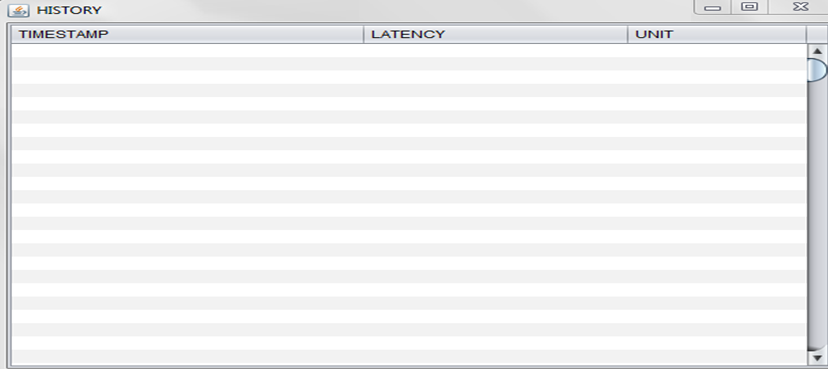 HISTORY
TIMESTAMP LATENCY UNIT